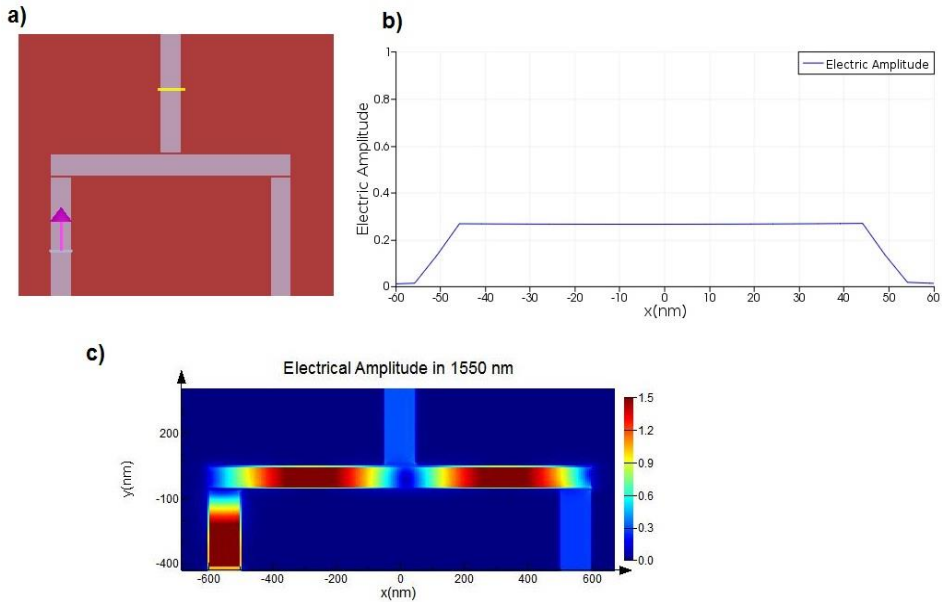 a)
b)
1
0.8
0.6
0.4
0.2
0
Electric Amplitude
Electric Amplitude
-60 -50 -40 -30 -20 -10 0 10 20 30 40 50 60
x(nm)
c)
Electrical Amplitude in 1550 nm
200
-100
-400
y(nm)
-600 -400 -200 0 200 400 600
x(nm)
1.5
1.2
0.9
0.6
0.3
0.0